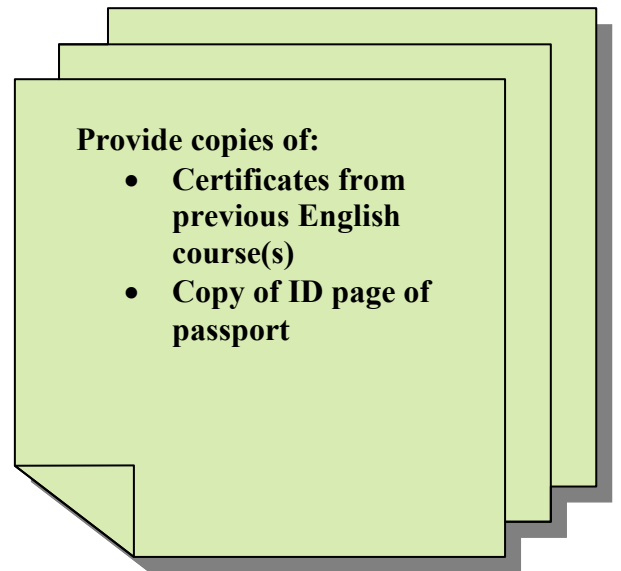 Provide copies of:
• Certificates from
previous English
course(s)
• Copy of ID page of
passport